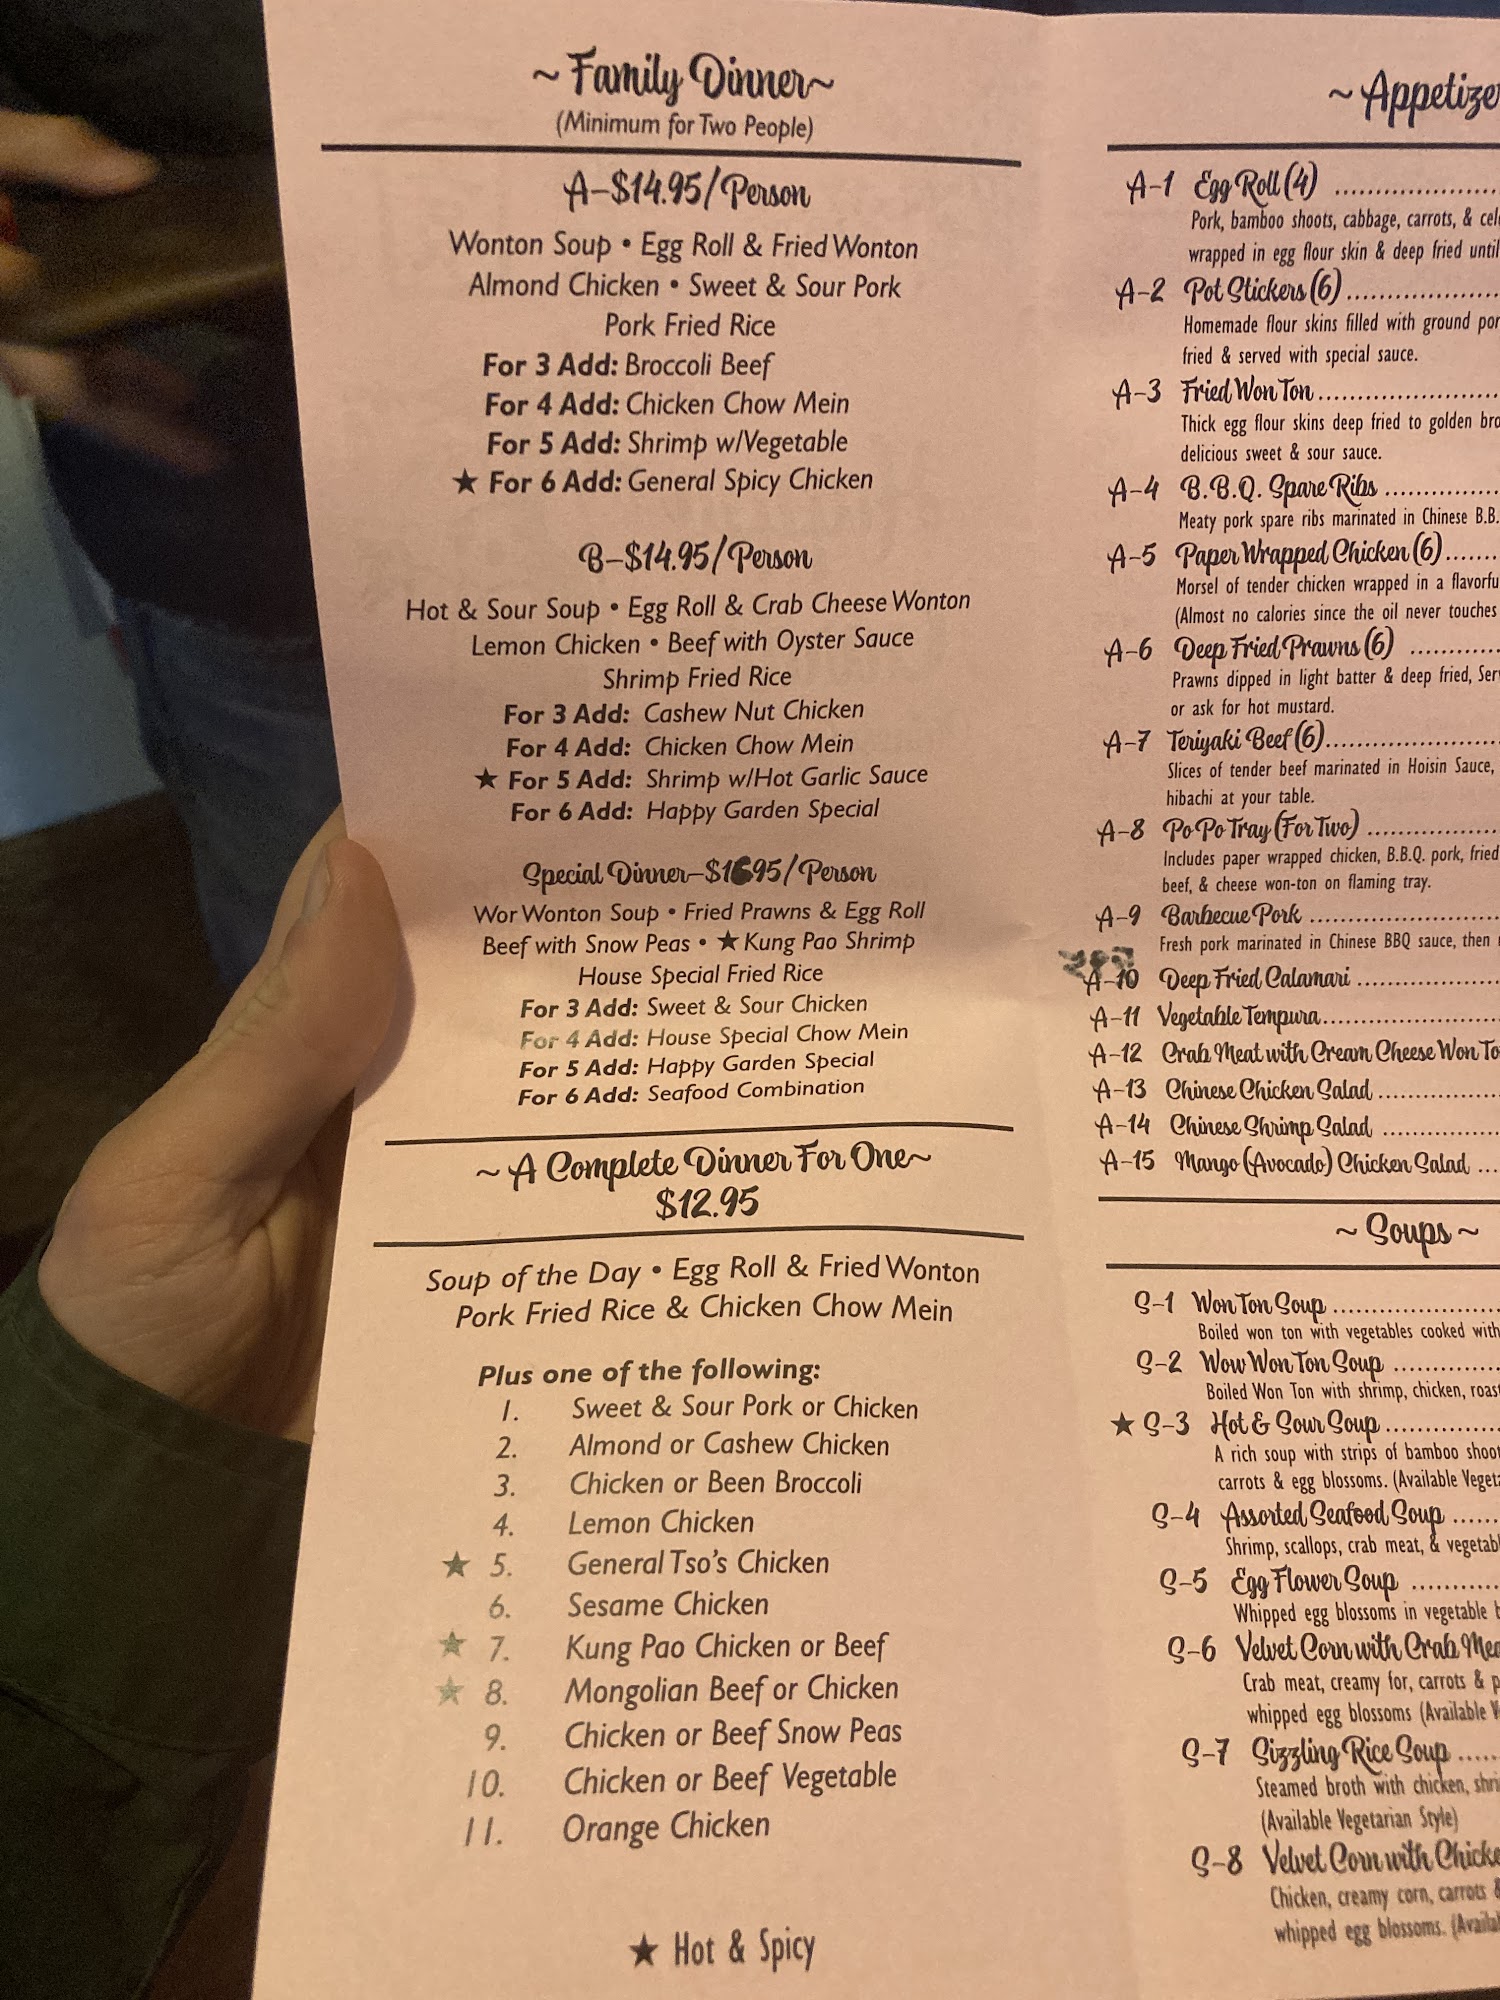 ~Family Dinner~
(Minimum for Two People)
A-$14.95/Person
Wonton Soup • Egg Roll & Fried Wonton
Almond Chicken • Sweet & Sour Pork
Pork Fried Rice
For 3 Add: Broccoli Beef
For 4 Add: Chicken Chow Mein
For 5 Add: Shrimp w/Vegetable
★ For 6 Add: General Spicy Chicken
B-$14.95/Person
Hot & Sour Soup • Egg Roll & Crab Cheese Wonton
Lemon Chicken • Beef with Oyster Sauce
Shrimp Fried Rice
For 3 Add: Cashew Nut Chicken
For 4 Add: Chicken Chow Mein
★ For 5 Add: Shrimp w/Hot Garlic Sauce
For 6 Add: Happy Garden Special
Special Dinner-$1695/Person
Wor Wonton Soup • Fried Prawns & Egg Roll
Beef with Snow Peas • ★ Kung Pao Shrimp
House Special Fried Rice
For 3 Add: Sweet & Sour Chicken
For 4 Add: House Special Chow Mein
For 5 Add: Happy Garden Special
For 6 Add: Seafood Combination
~A Complete Dinner For One~
$12.95
Soup of the Day • Egg Roll & Fried Wonton
Pork Fried Rice & Chicken Chow Mein
Plus one of the following:
1. Sweet & Sour Pork or Chicken
2. Almond or Cashew Chicken
3. Chicken or Been Broccoli
4. Lemon Chicken
★ 5. General Tso's Chicken
6. Sesame Chicken
★ 7. Kung Pao Chicken or Beef
★ 8. Mongolian Beef or Chicken
9. Chicken or Beef Snow Peas
10. Chicken or Beef Vegetable
11. Orange Chicken
★ Hot & Spicy
~Appetize
A-1 Egg Roll (4)
Pork, bamboo shoots, cabbage, carrots, & cel
wrapped in egg flour skin & deep fried until
A-2 Pot Stickers (6)
Homemade flour skins filled with ground por
fried & served with special sauce.
A-3 Fried Won Ton
Thick egg flour skins deep fried to golden bro
delicious sweet & sour sauce.
A-4 B.B.Q. Spare Ribs
Meaty pork spare ribs marinated in Chinese B.B.
A-5 Paper Wrapped Chicken (6)
Morsel of tender chicken wrapped in a flavorfu
(Almost no calories since the oil never touches
A-6 Deep Fried Prawns (6)
Prawns dipped in light batter & deep fried, Ser
or ask for hot mustard.
A-7 Teriyaki Beef (6)
Slices of tender beef marinated in Hoisin Sauce,
hibachi at your table.
A-8 Po Po Tray (For Two)
Includes paper wrapped chicken, B.B.Q. pork, fried
beef, & cheese won-ton on flaming tray.
A-9 Barbecue Pork
Fresh pork marinated in Chinese BBQ sauce, then
A-10 Deep Fried Calamari
A-11 Vegetable Tempura
A-12 Crab Meat with Cream Cheese Won To
A-13 Chinese Chicken Salad
A-14 Chinese Shrimp Salad
A-15 Mango (Avocado) Chicken Salad
~ Soups ~
S-1 Won Ton Soup
Boiled won ton with vegetables cooked with
S-2 Wow Won Ton Soup
Boiled Won Ton with shrimp, chicken, roas
★ S-3 Hot & Sour Soup
A rich soup with strips of bamboo shoo
carrots & egg blossoms. (Available Veget
S-4 Assorted Seafood Soup
Shrimp, scallops, crab meat, & vegetab
S-5 Egg Flower Soup
Whipped egg blossoms in vegetable b
S-6 Velvet Corn with Crab Mea
Crab meat, creamy for, carrots & p
whipped egg blossoms (Available V
S-7 Sizzling Rice Soup
Steamed broth with chicken, shri
(Available Vegetarian Style)
S-8 Velvet Corn with Chicke
Chicken, creamy corn, carrots &
whipped egg blossoms. (Availa